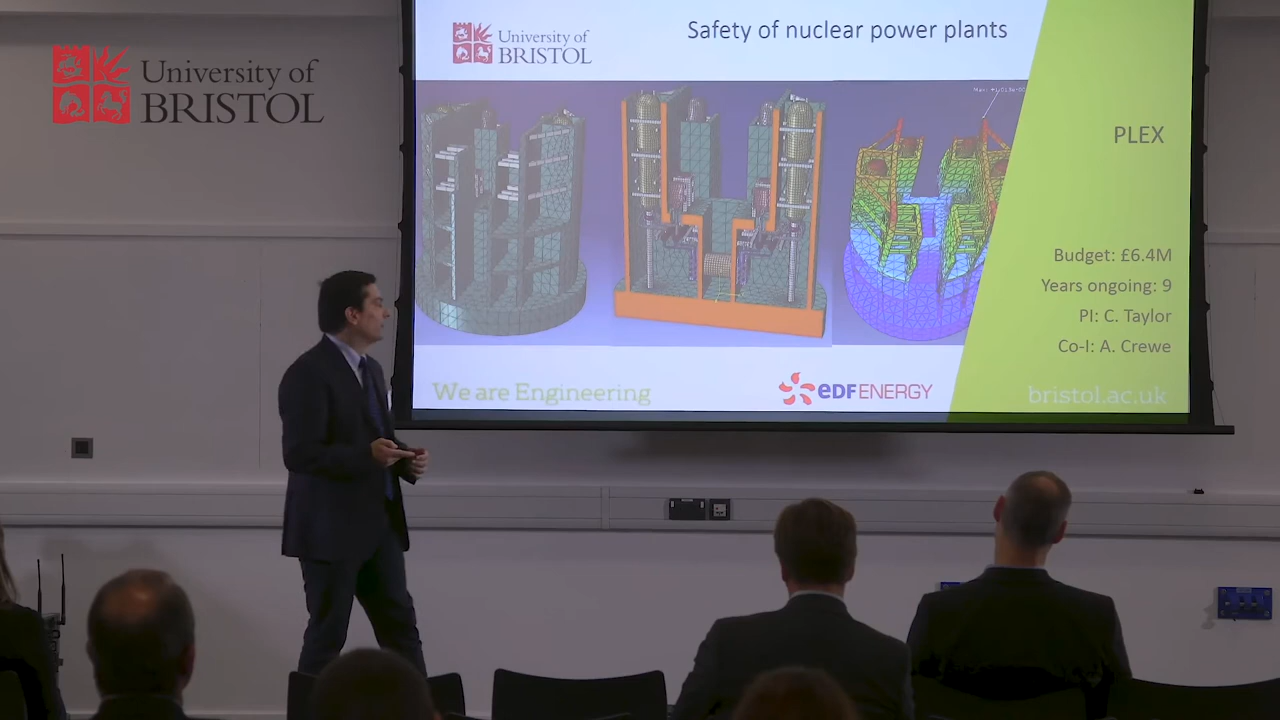 University of
BRISTOL
University of
BRISTOL
Safety of nuclear power plants
PLEX
Budget: £6.4M
Years ongoing: 9
PI: C. Taylor
Co-I: A. Crewe
We are Engineering
eDF ENERGY
bristol.ac.uk